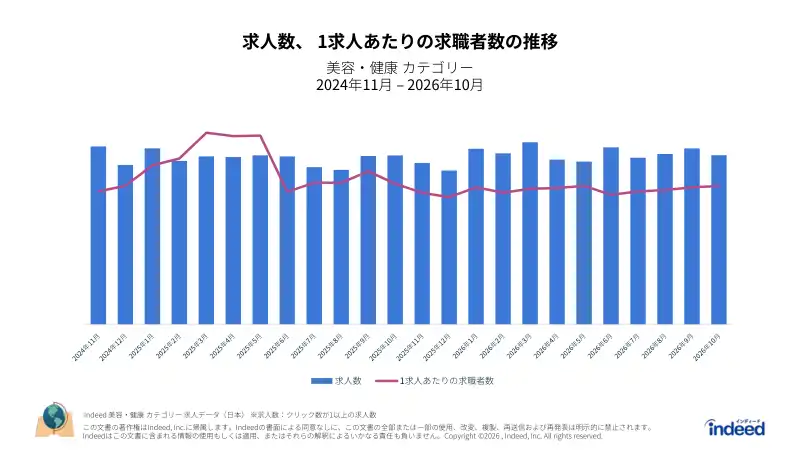 求人数、 1求人あたりの求職者数の推移
美容・健康 カテゴリー
2024年11月 – 2026年10月
2024年11月
2024年12月
2025年1月
2025年2月
2025年3月
2025年4月
2025年5月
2025年6月
2025年7月
2025年8月
2025年9月
2025年10月
2025年11月
2025年12月
2026年1月
2026年2月
2026年3月
2026年4月
2026年5月
2026年6月
2026年7月
2026年8月
2026年9月
2026年10月
求人数 1求人あたりの求職者数
Indeed 美容・健康 カテゴリー 求人データ（日本） ※求人数：クリック数が1以上の求人数
この文書の著作権はIndeed, Inc.に帰属します。Indeedの書面による同意なしに、この文書の全部または一部の使用、改変、複製、再送信および再発表は明示的に禁止されます。
Indeedはこの文書に含まれる情報の使用もしくは適用、またはそれらの解釈によるいかなる責任も負いません。Copyright ©2026 , Indeed, Inc. All rights reserved.
インディード
indeed